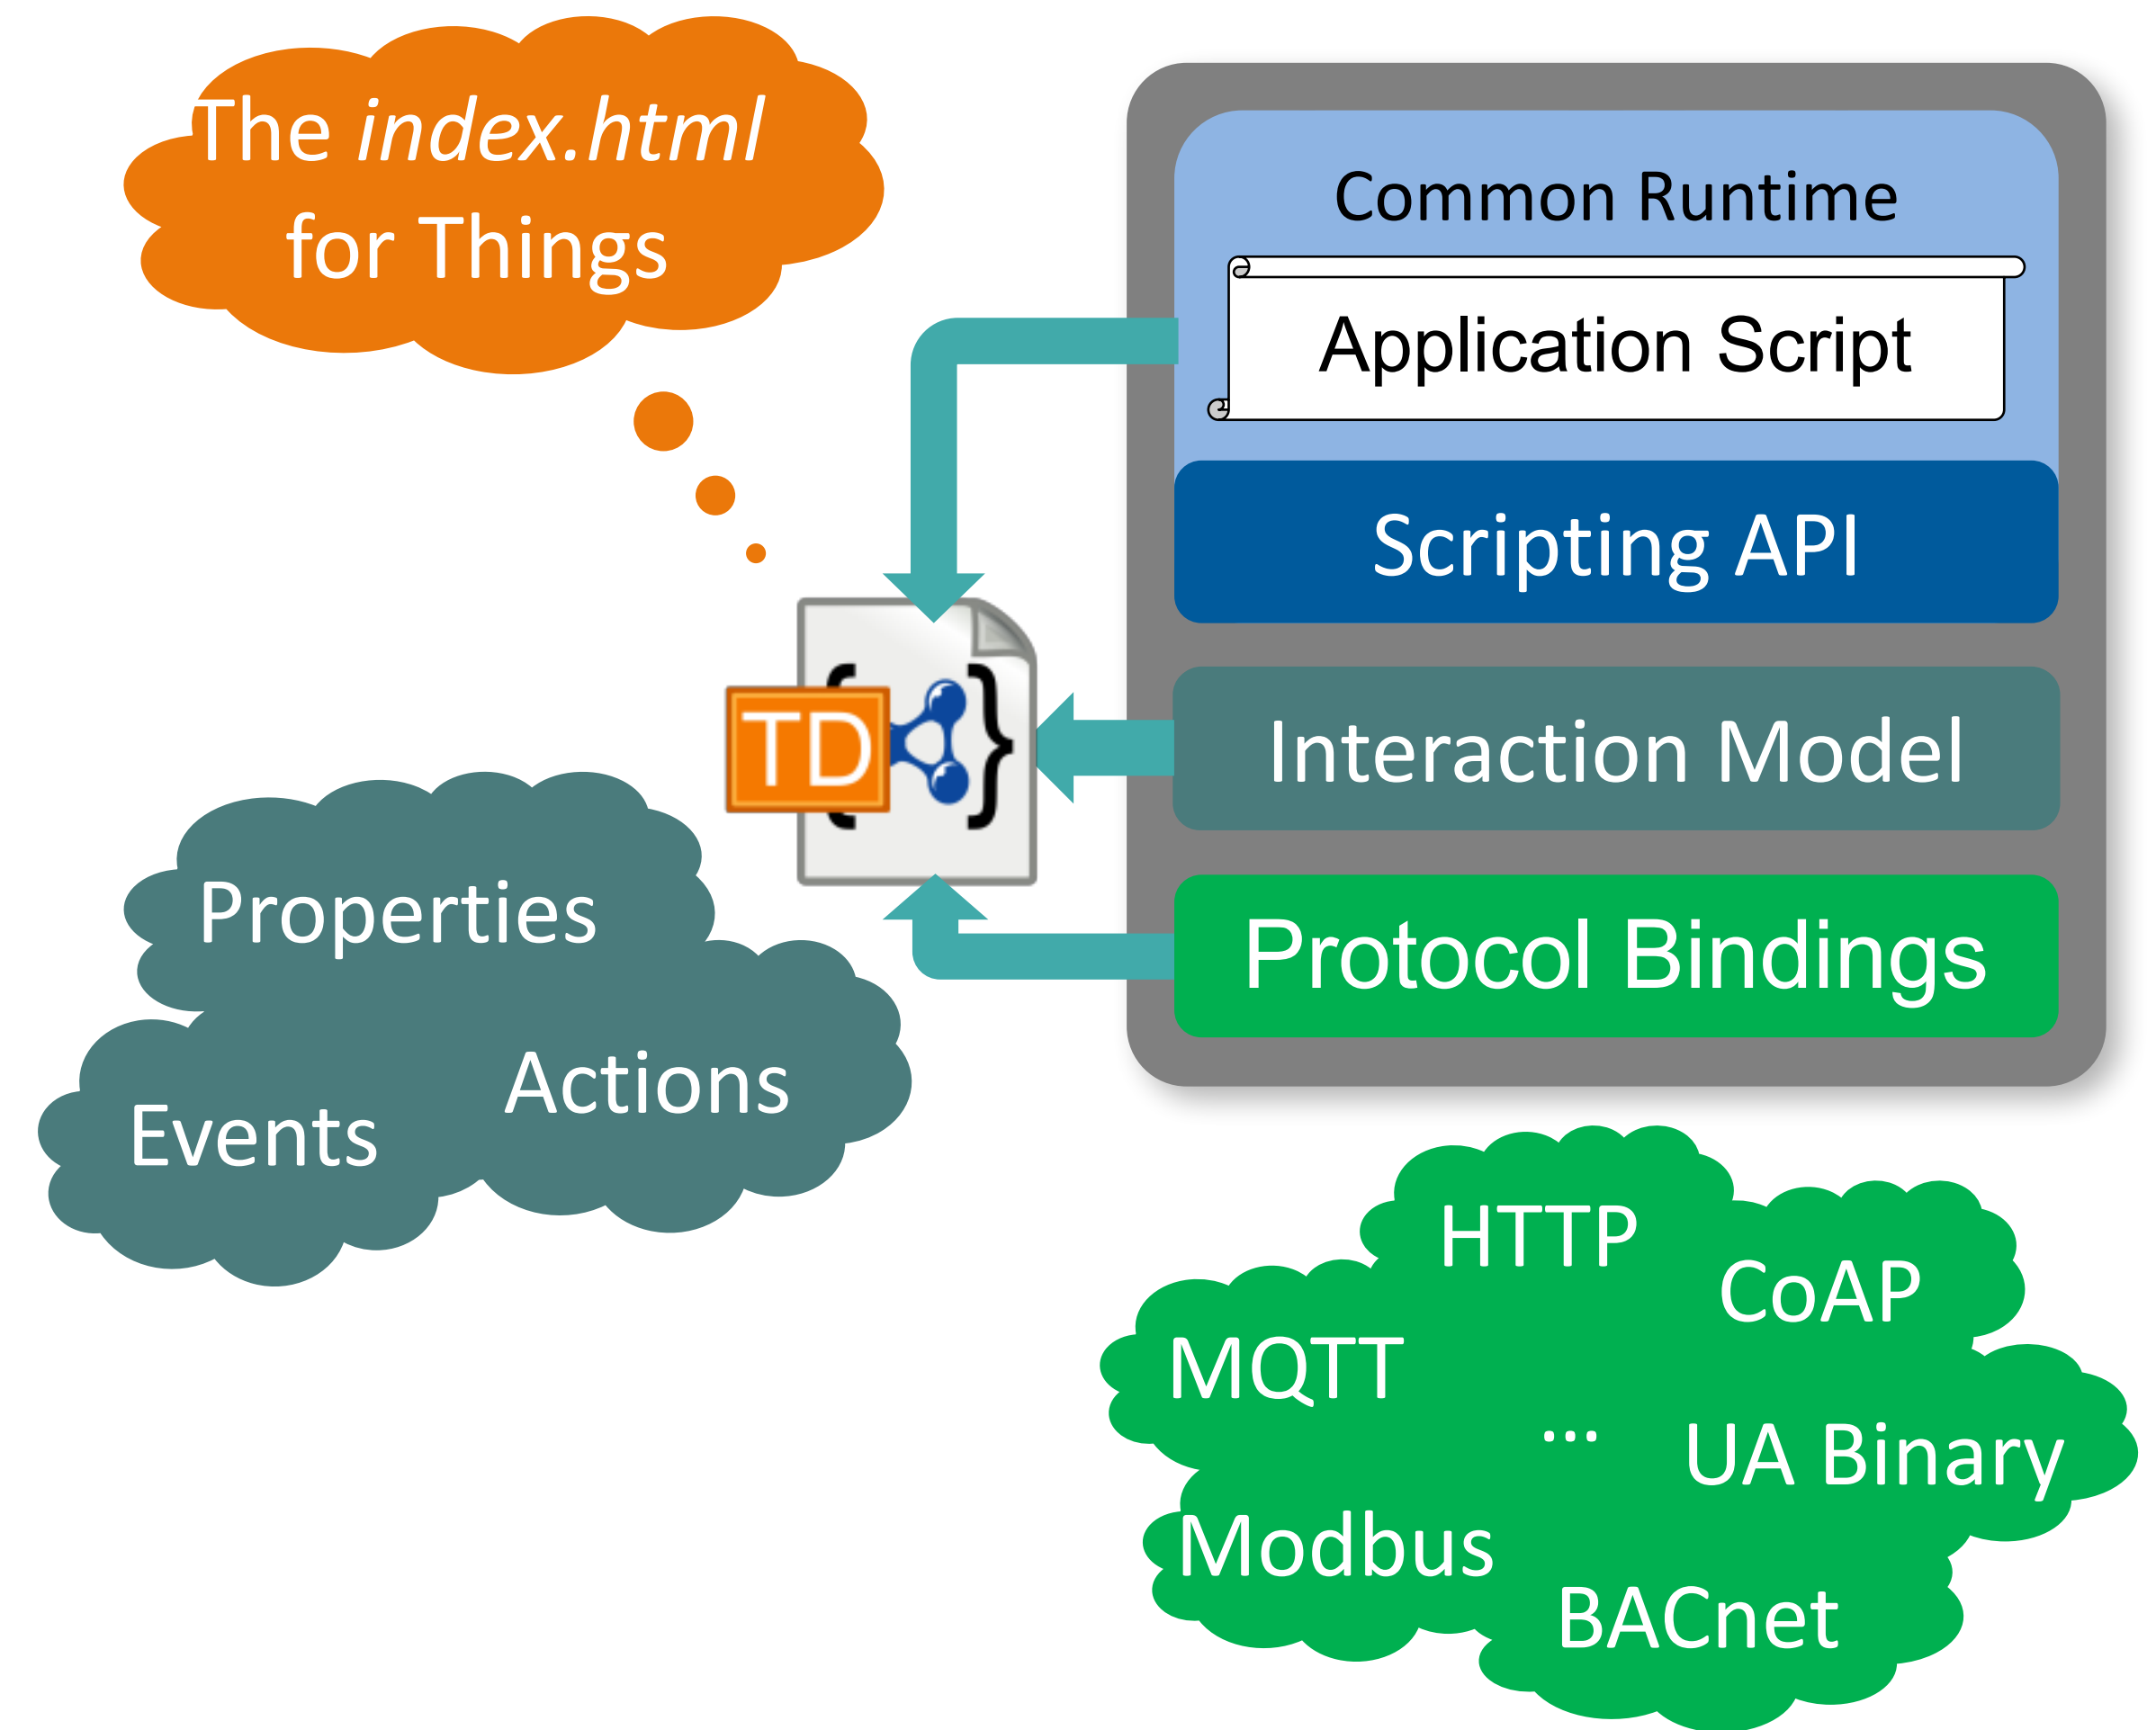 The index.html
for Things
Common Runtime
Application Script
Scripting API
TD
{ }
Interaction Model
Protocol Bindings
Properties
Actions
Events
HTTP
CoAP
MQTT
...
UA Binary
Modbus
BACnet